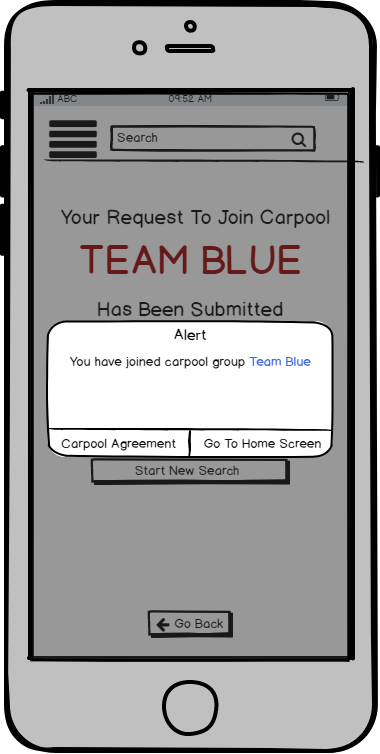 ABC 09:52 AM
Search
Your Request To Join Carpool
TEAM BLUE
Has Been Submitted
Alert
You have joined carpool group Team Blue
Carpool Agreement Go To Home Screen
Start New Search
Go Back